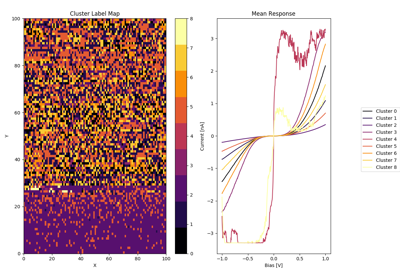 Cluster Label Map
100
80
60
40
20
0
y
0 20 40 60 80 100
x
8
7
6
5
4
3
2
1
0
Mean Response
3
2
1
0
−1
−2
−3
Current [nA]
−1.0 −0.5 0.0 0.5 1.0
Bias [V]
Cluster 0
Cluster 1
Cluster 2
Cluster 3
Cluster 4
Cluster 5
Cluster 6
Cluster 7
Cluster 8